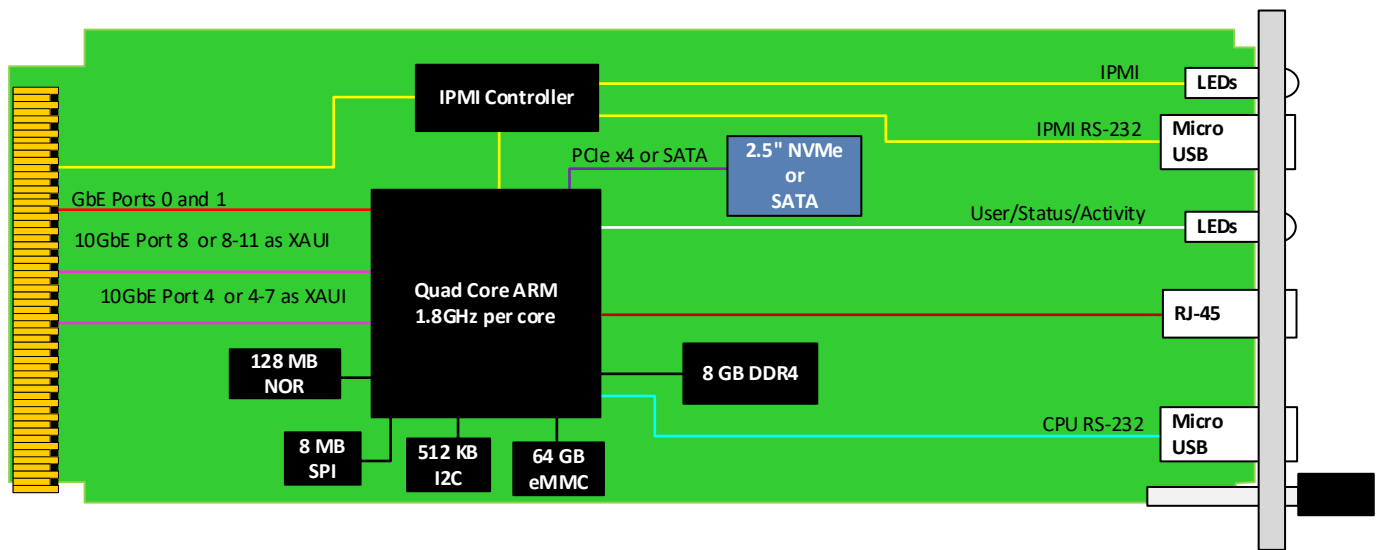 IPMI
LEDs
IPMI Controller
IPMI RS-232
Micro
USB
PCIe x4 or SATA
2.5" NVMe
or
SATA
GbE Ports 0 and 1
User/Status/Activity
LEDs
10GbE Port 8 or 8-11 as XAUI
10GbE Port 4 or 4-7 as XAUI
Quad Core ARM
1.8GHz per core
RJ-45
128 MB
NOR
8 GB DDR4
CPU RS-232
Micro
USB
8 MB
SPI
512 KB
I2C
64 GB
eMMC